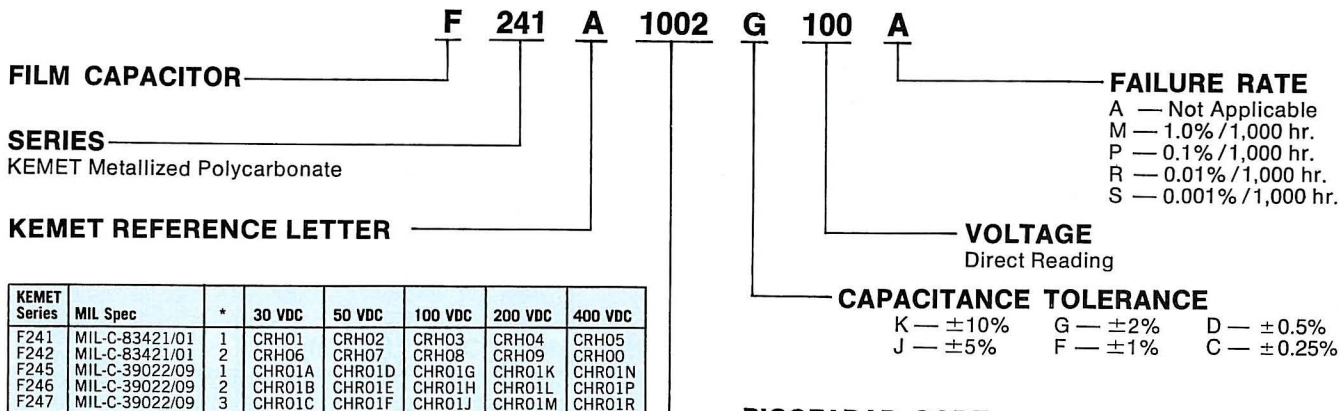 F 241 A 1002 G 100 A
FILM CAPACITOR
FAILURE RATE
A — Not Applicable
M — 1.0% / 1,000 hr.
P — 0.1% / 1,000 hr.
R — 0.01% / 1,000 hr.
S — 0.001% / 1,000 hr.
SERIES
KEMET Metallized Polycarbonate
KEMET REFERENCE LETTER
VOLTAGE
Direct Reading
CAPACITANCE TOLERANCE
K — ±10% G — ±2% D — ±0.5%
J — ±5% F — ±1% C — ±0.25%
KEMET Series MIL Spec * 30 VDC 50 VDC 100 VDC 200 VDC 400 VDC
F241 MIL-C-83421/01 1 CRH01 CRH02 CRH03 CRH04 CRH05
F242 MIL-C-83421/01 2 CRH06 CRH07 CRH08 CRH09 CRH00
F245 MIL-C-39022/09 1 CHR01A CHR01D CHR01G CHR01K CHR01N
F246 MIL-C-39022/09 2 CHR01B CHR01E CHR01H CHR01L CHR01P
F247 MIL-C-39022/09 3 CHR01C CHR01F CHR01J CHR01M CHR01R